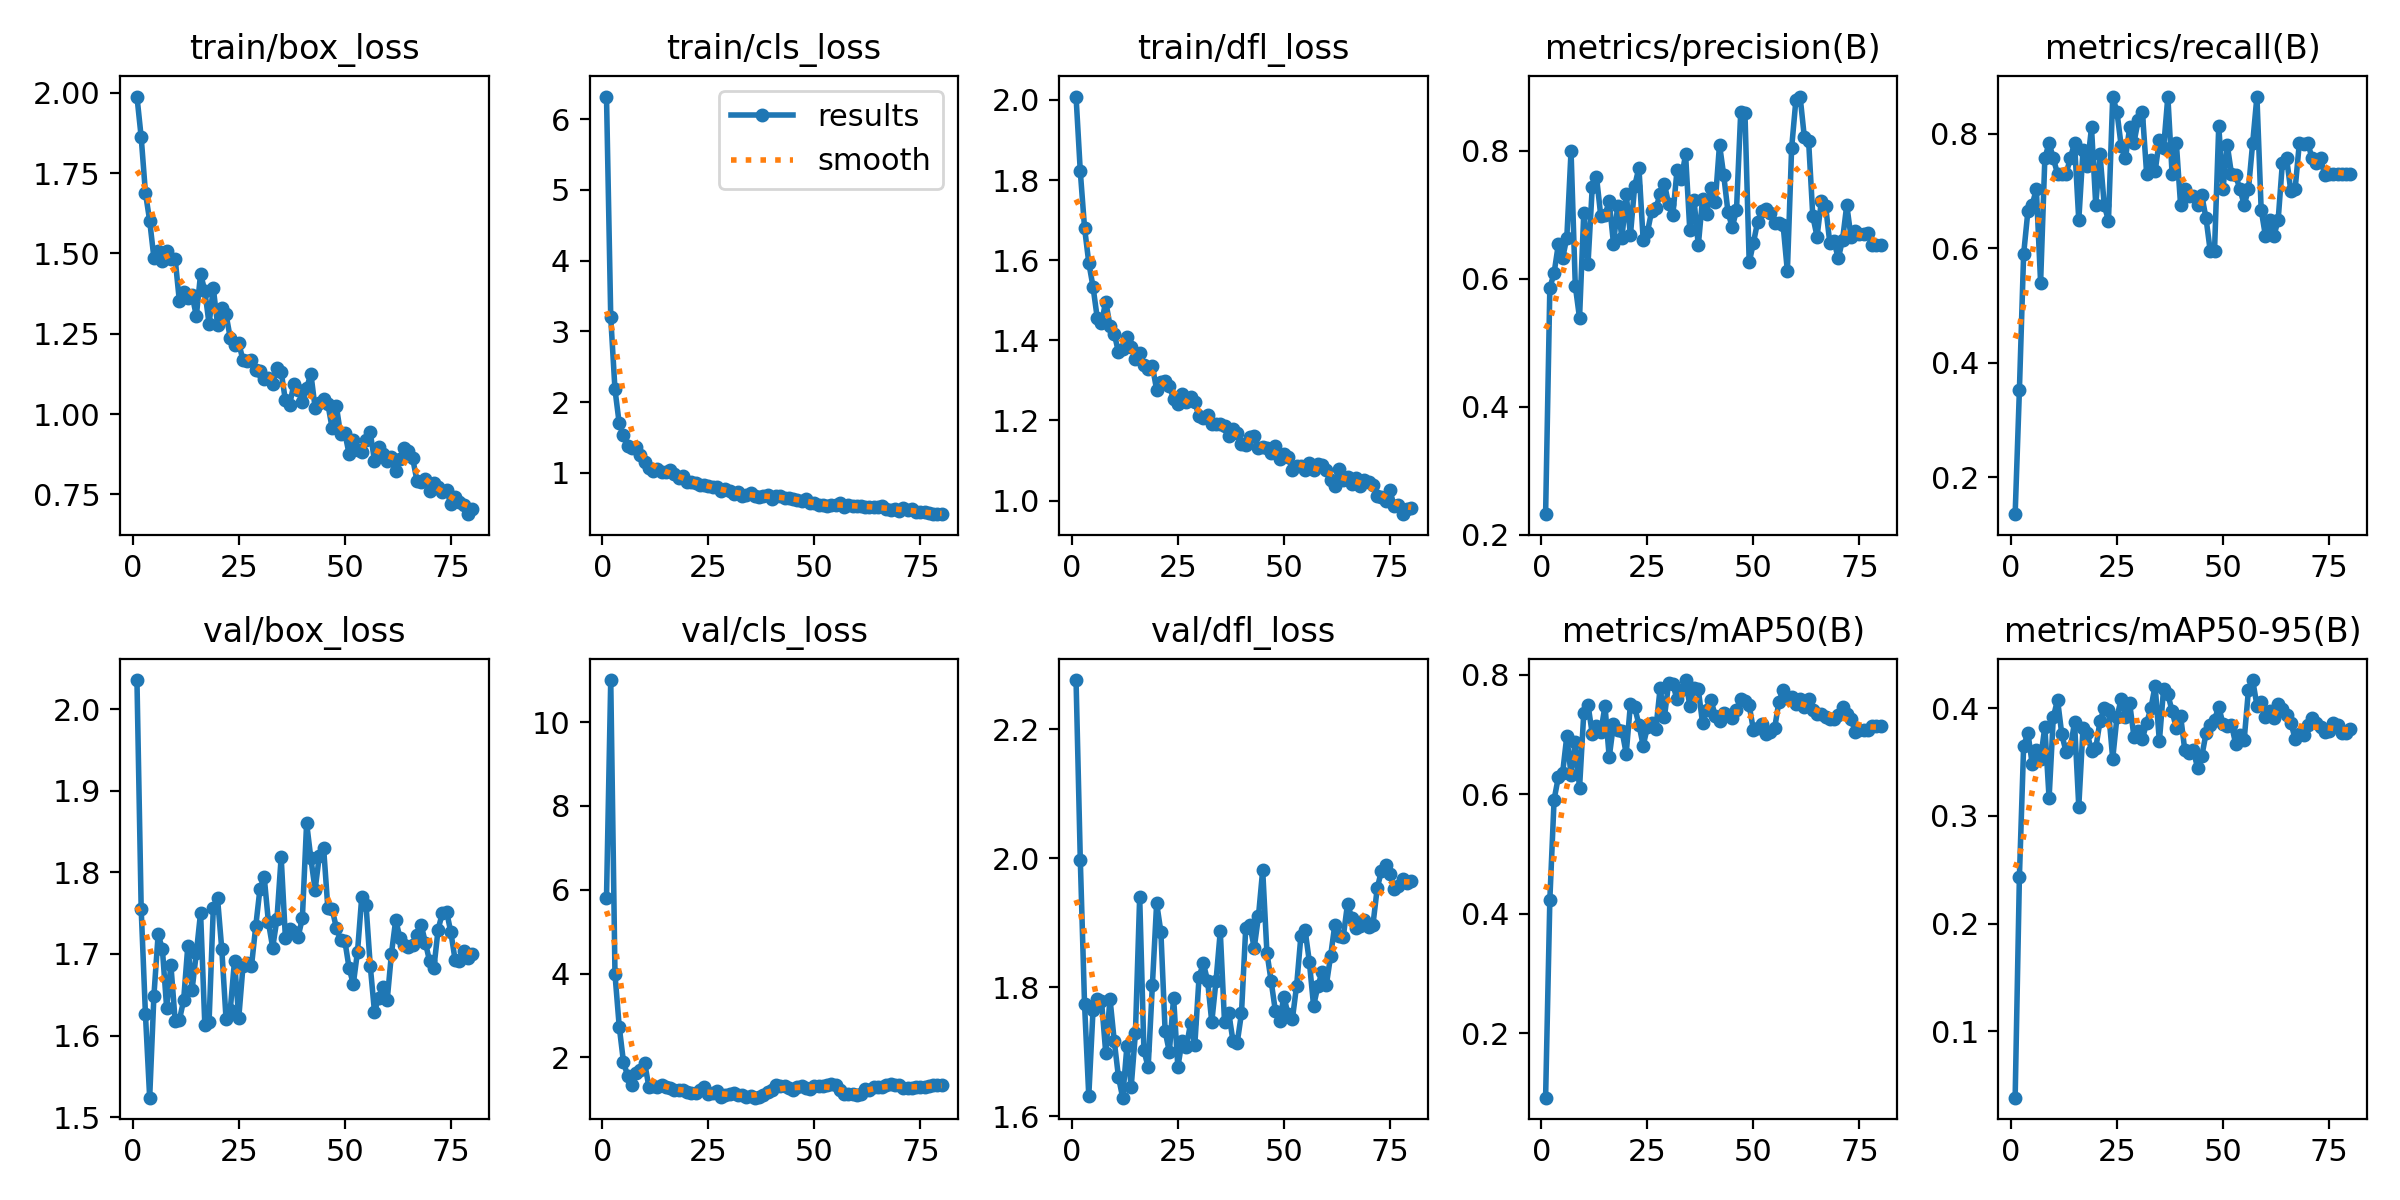 train/box_loss
2.00
1.75
1.50
1.25
1.00
0.75
0 25 50 75
train/cls_loss
results
smooth
6
5
4
3
2
1
0 25 50 75
train/dfl_loss
2.0
1.8
1.6
1.4
1.2
1.0
0 25 50 75
metrics/precision(B)
0.8
0.6
0.4
0.2
0 25 50 75
metrics/recall(B)
0.8
0.6
0.4
0.2
0 25 50 75
val/box_loss
2.0
1.9
1.8
1.7
1.6
1.5
0 25 50 75
val/cls_loss
10
8
6
4
2
0 25 50 75
val/dfl_loss
2.2
2.0
1.8
1.6
0 25 50 75
metrics/mAP50(B)
0.8
0.6
0.4
0.2
0 25 50 75
metrics/mAP50-95(B)
0.4
0.3
0.2
0.1
0 25 50 75